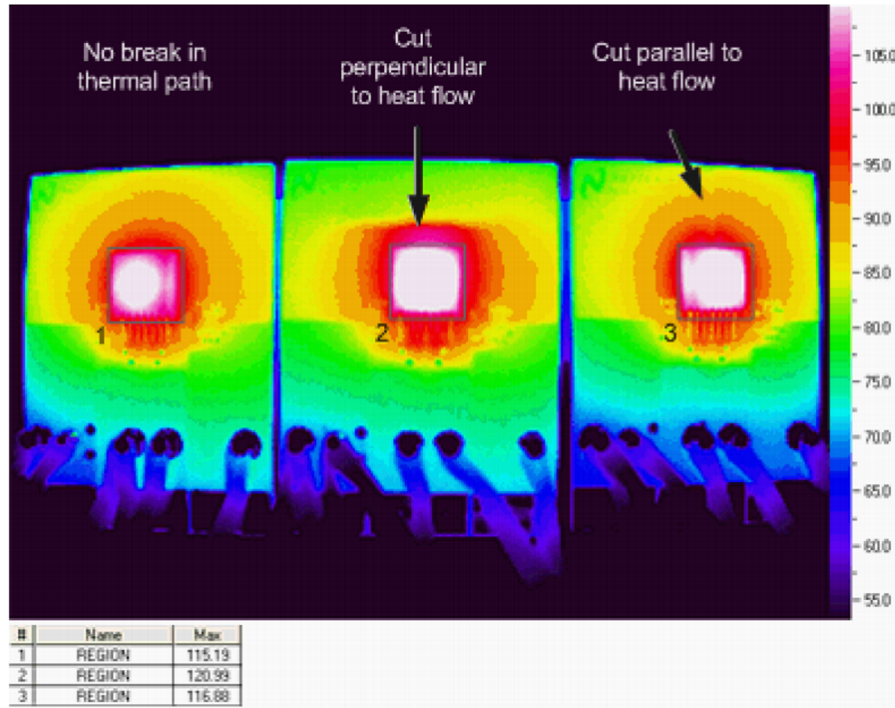 No break in
thermal path
Cut
perpendicular
to heat flow
Cut parallel to
heat flow
105.0
100.0
95.0
90.0
85.0
80.0
75.0
70.0
65.0
60.0
55.0
1
2
3
# Name Max
1 REGION 115.19
2 REGION 120.99
3 REGION 116.88